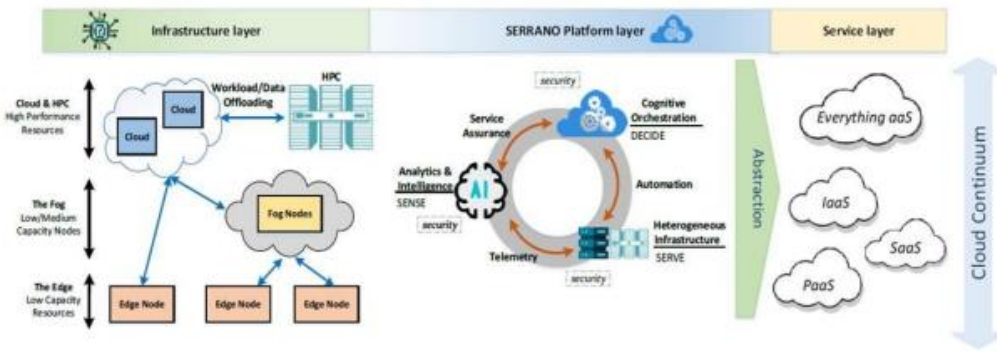 Infrastructure layer
SERRANO Platform layer
Service layer
Cloud & HPC
High Performance
Resources
Cloud
Cloud
Workload/Data
Offloading
HPC
The Fog
Low/Medium
Capacity Nodes
Fog Nodes
The Edge
Low Capacity
Resources
Edge Node
Edge Node
Edge Node
security
Service
Assurance
Cognitive
Orchestration
DECIDE
Analytics &
Intelligence
SENSE
AI
security
Automation
Heterogeneous
Infrastructure
SERVE
Telemetry
security
Abstraction
Everything aaS
IaaS
SaaS
PaaS
Cloud Continuum